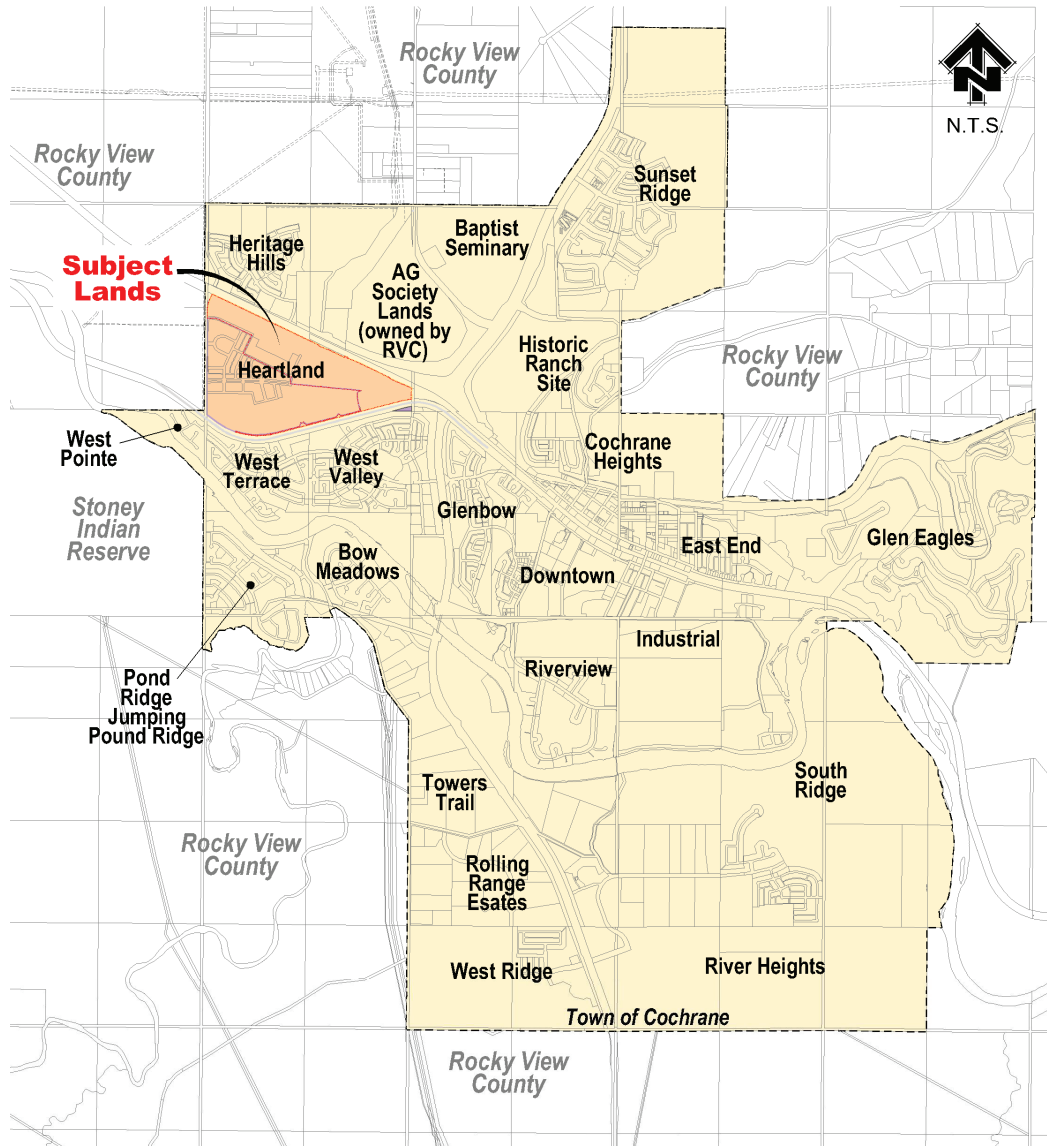 Rocky View
County
N
N.T.S.
Rocky View
County
Sunset
Ridge
Baptist
Seminary
Heritage
Hills
Subject
Lands
AG
Society
Lands
(owned by
RVC)
Historic
Ranch
Site
Rocky View
County
Heartland
West
Pointe
West
Terrace
West
Valley
Cochrane
Heights
Stoney
Indian
Reserve
Glenbow
East End
Glen Eagles
Bow
Meadows
Downtown
Industrial
Riverview
Pond
Ridge
Jumping
Pound Ridge
Towers
Trail
South
Ridge
Rocky View
County
Rolling
Range
Esates
West Ridge
River Heights
Town of Cochrane
Rocky View
County